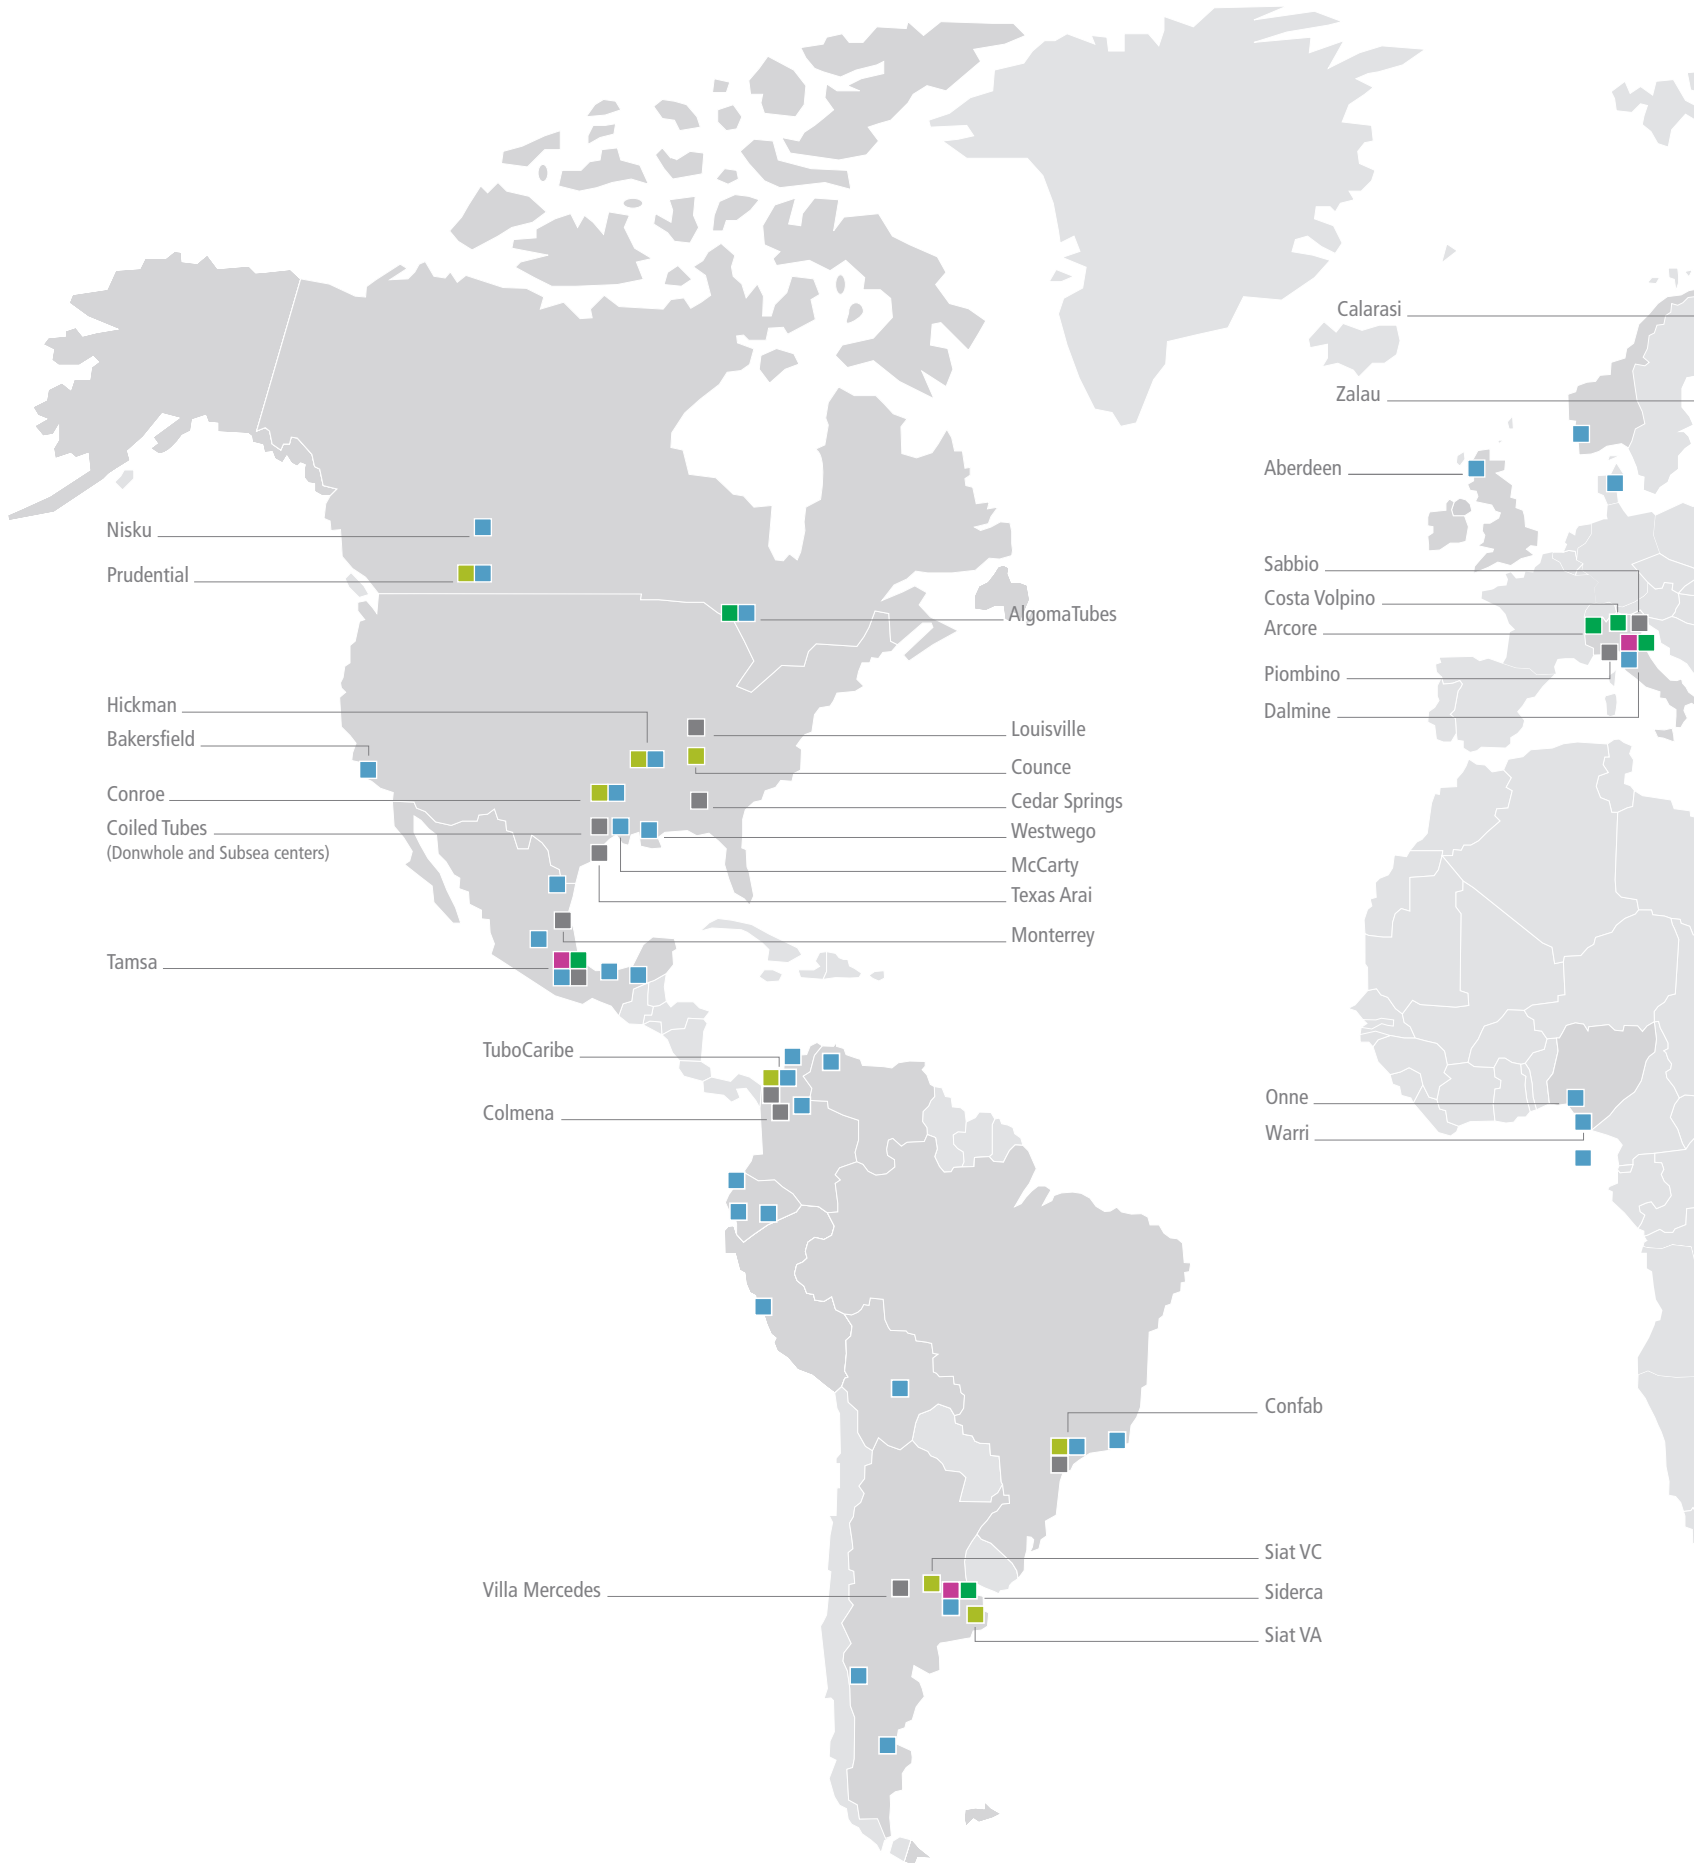 Calarasi
Zalau
Aberdeen
Nisku
Sabbio
Prudential
Costa Volpino
AlgomaTubes
Arcore
Piombino
Hickman
Dalmine
Louisville
Bakersfield
Counce
Conroe
Cedar Springs
Coiled Tubes
(Donwhole and Subsea centers)
Westwego
McCarty
Texas Arai
Monterrey
Tamsa
TuboCaribe
Onne
Colmena
Warri
Confab
Siat VC
Villa Mercedes
Siderca
Siat VA